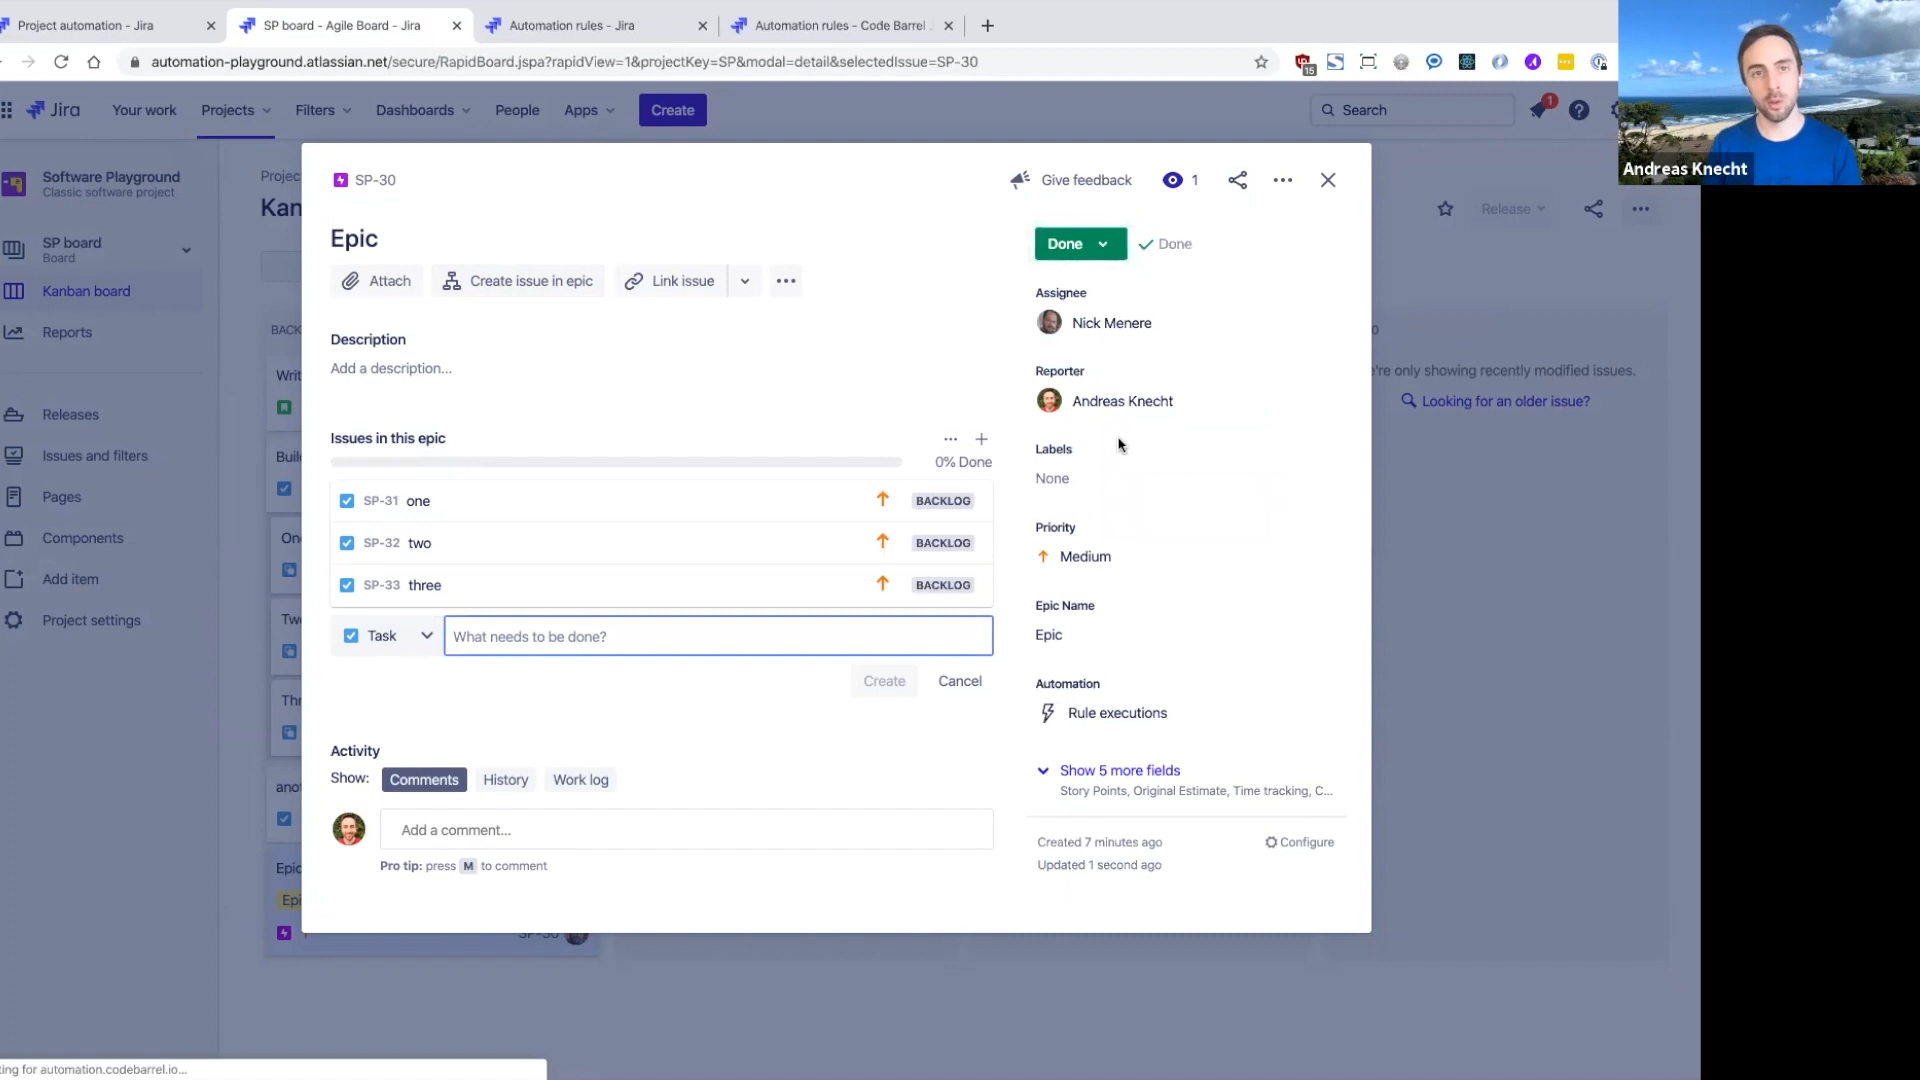 Project automation - Jira
SP board - Agile Board - Jira
Automation rules - Jira
Automation rules - Code Barrel
automation-playground.atlassian.net/secure/RapidBoard.jspa?rapidView=1&projectKey=SP&modal=detail&selectedIssue=SP-30
15
Jira
Your work
Projects
Filters
Dashboards
People
Apps
Create
Search
1
Andreas Knecht
Software Playground
Classic software project
SP board
Board
Kanban board
Reports
Releases
Issues and filters
Pages
Components
Add item
Project settings
Projec
Kan
Release
BACK
Writ
Buil
On
Tw
Thr
ano
Epic
Epi
SP-30
're only showing recently modified issues.
Looking for an older issue?
SP-30
Give feedback
1
Epic
Attach
Create issue in epic
Link issue
Description
Add a description...
Issues in this epic
0% Done
SP-31 one
BACKLOG
SP-32 two
BACKLOG
SP-33 three
BACKLOG
Task
What needs to be done?
Create
Cancel
Activity
Show:
Comments
History
Work log
Add a comment...
Pro tip: press M to comment
Done
Done
Assignee
Nick Menere
Reporter
Andreas Knecht
Labels
None
Priority
Medium
Epic Name
Epic
Automation
Rule executions
Show 5 more fields
Story Points, Original Estimate, Time tracking, C...
Created 7 minutes ago
Configure
Updated 1 second ago
ting for automation.codebarrel.io...